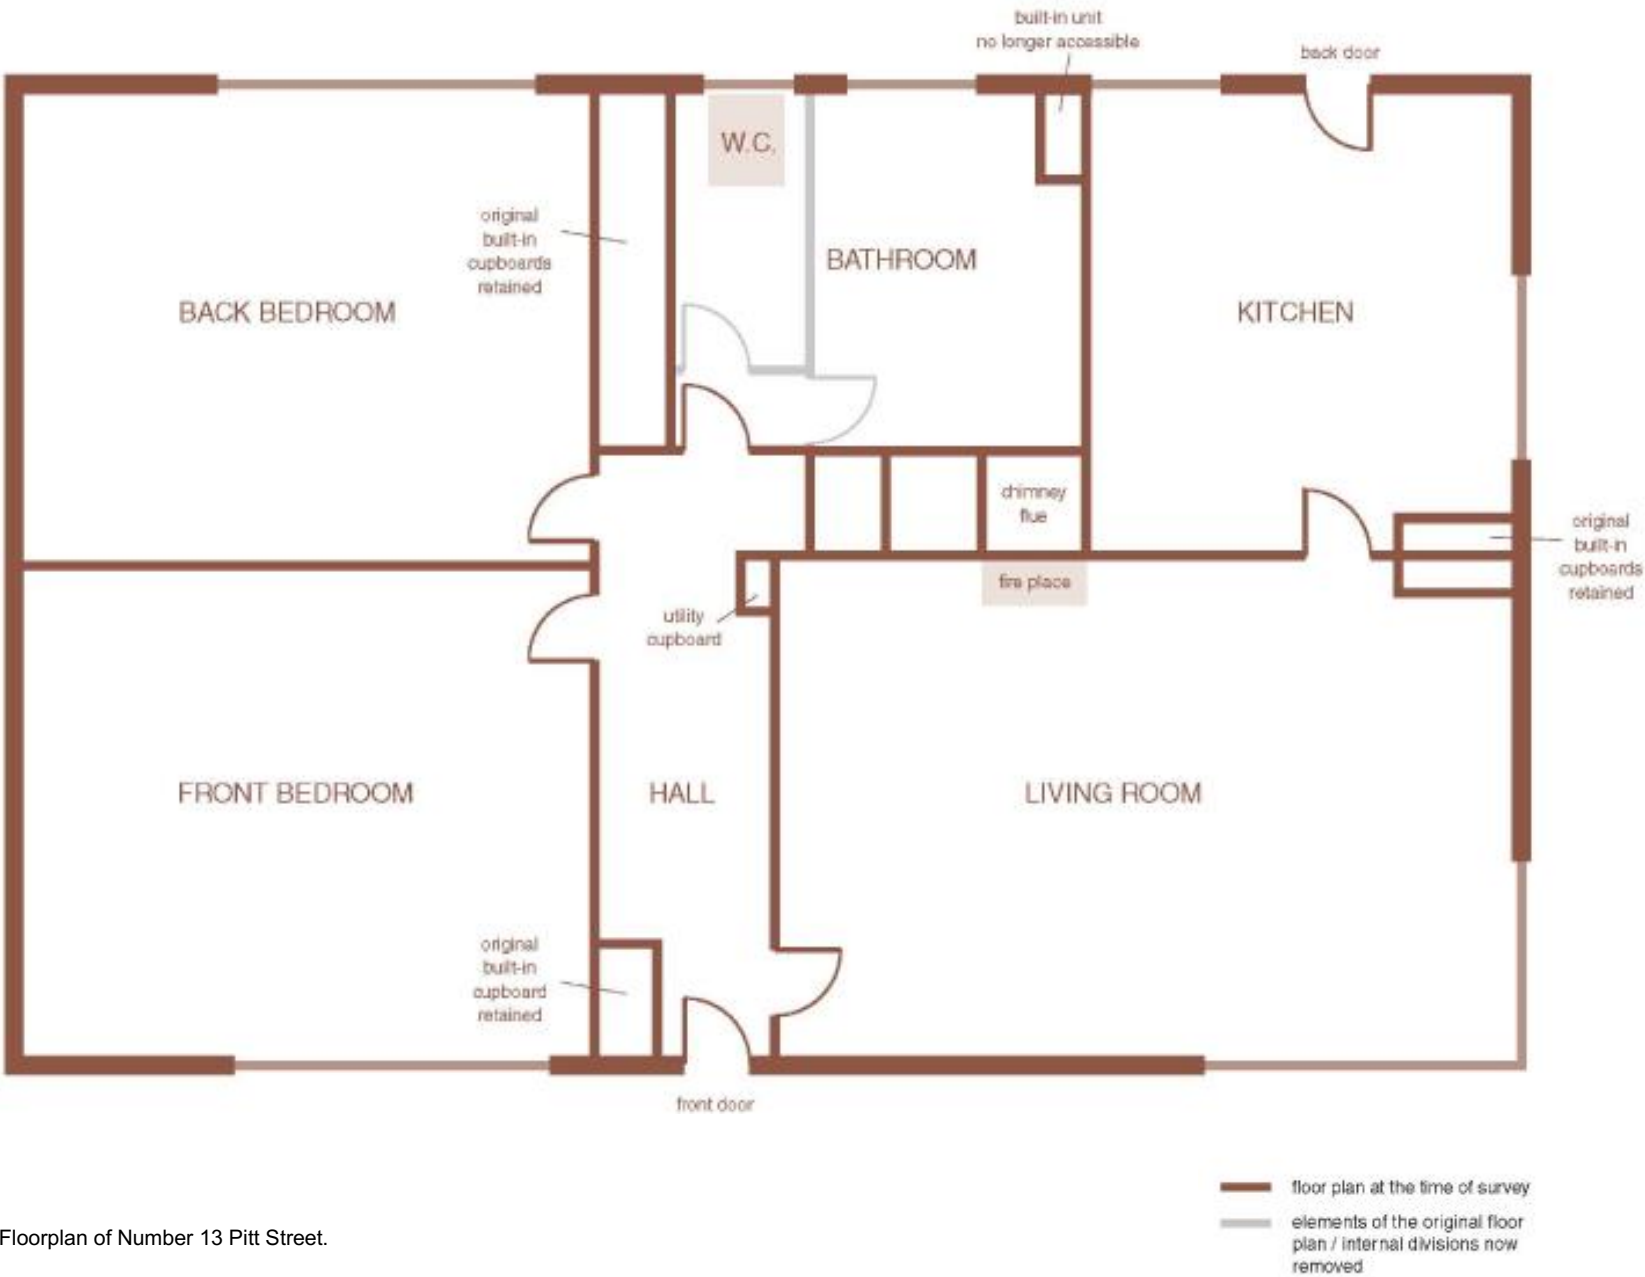 built-in unit
no longer accessible
back door
W.C.
original
built-in
cupboards
retained
BATHROOM
BACK BEDROOM
KITCHEN
chimney
flue
original
built-in
cupboards
retained
fire place
utility
cupboard
FRONT BEDROOM
HALL
LIVING ROOM
original
built-in
cupboard
retained
front door
floor plan at the time of survey
elements of the original floor
plan / internal divisions now
removed
Floorplan of Number 13 Pitt Street.